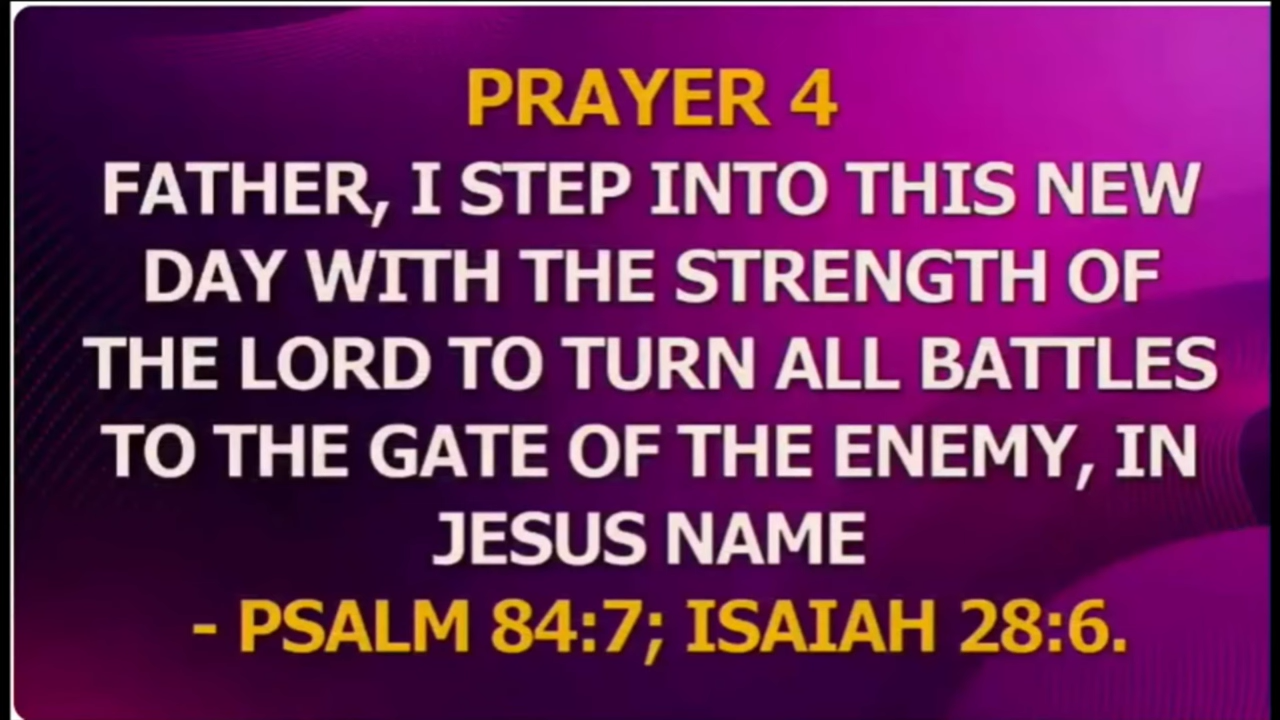 PRAYER 4
FATHER, I STEP INTO THIS NEW
DAY WITH THE STRENGTH OF
THE LORD TO TURN ALL BATTLES
TO THE GATE OF THE ENEMY, IN
JESUS NAME
- PSALM 84:7; ISAIAH 28:6.